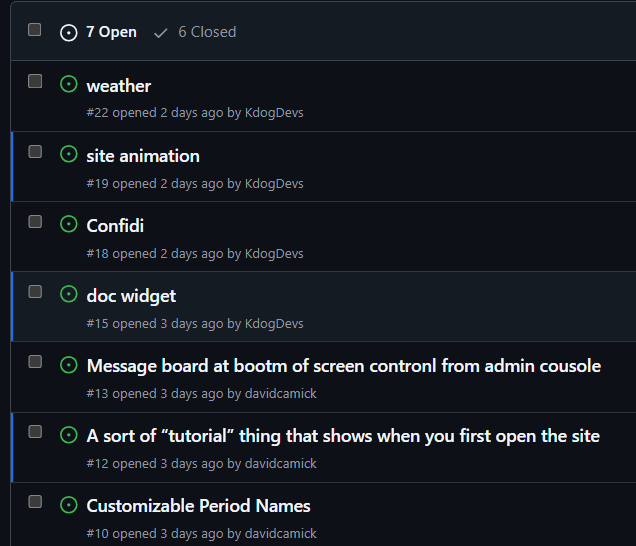 7 Open 6 Closed
weather
#22 opened 2 days ago by KdogDevs
site animation
#19 opened 2 days ago by KdogDevs
Confidi
#18 opened 2 days ago by KdogDevs
doc widget
#15 opened 3 days ago by KdogDevs
Message board at bootm of screen contronl from admin cousole
#13 opened 3 days ago by davidcamick
A sort of “tutorial” thing that shows when you first open the site
#12 opened 3 days ago by davidcamick
Customizable Period Names
#10 opened 3 days ago by davidcamick